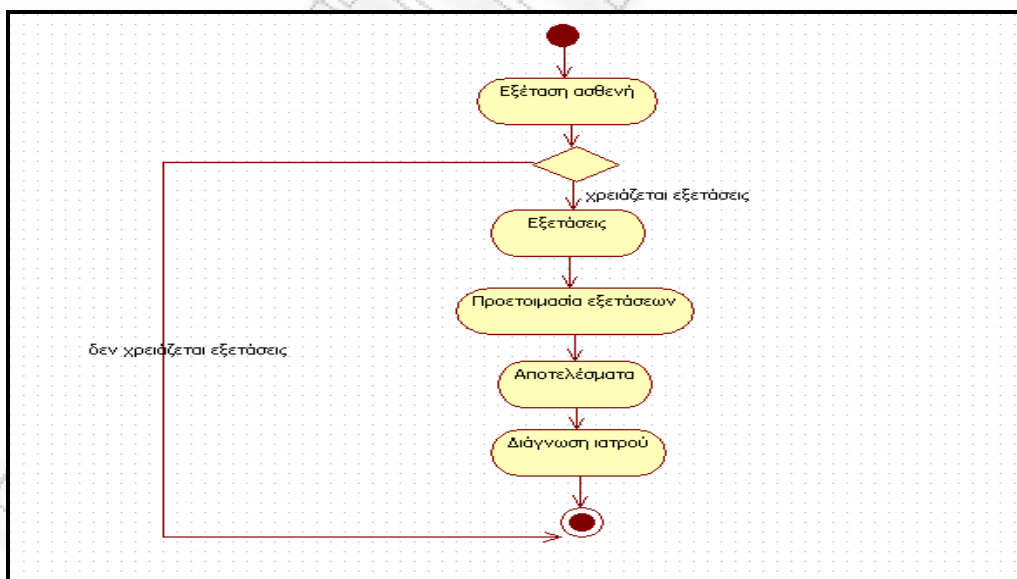 Εξέταση ασθενή
χρειάζεται εξετάσεις
Εξετάσεις
Προετοιμασία εξετάσεων
δεν χρειάζεται εξετάσεις
Αποτελέσματα
Διάγνωση ιατρού